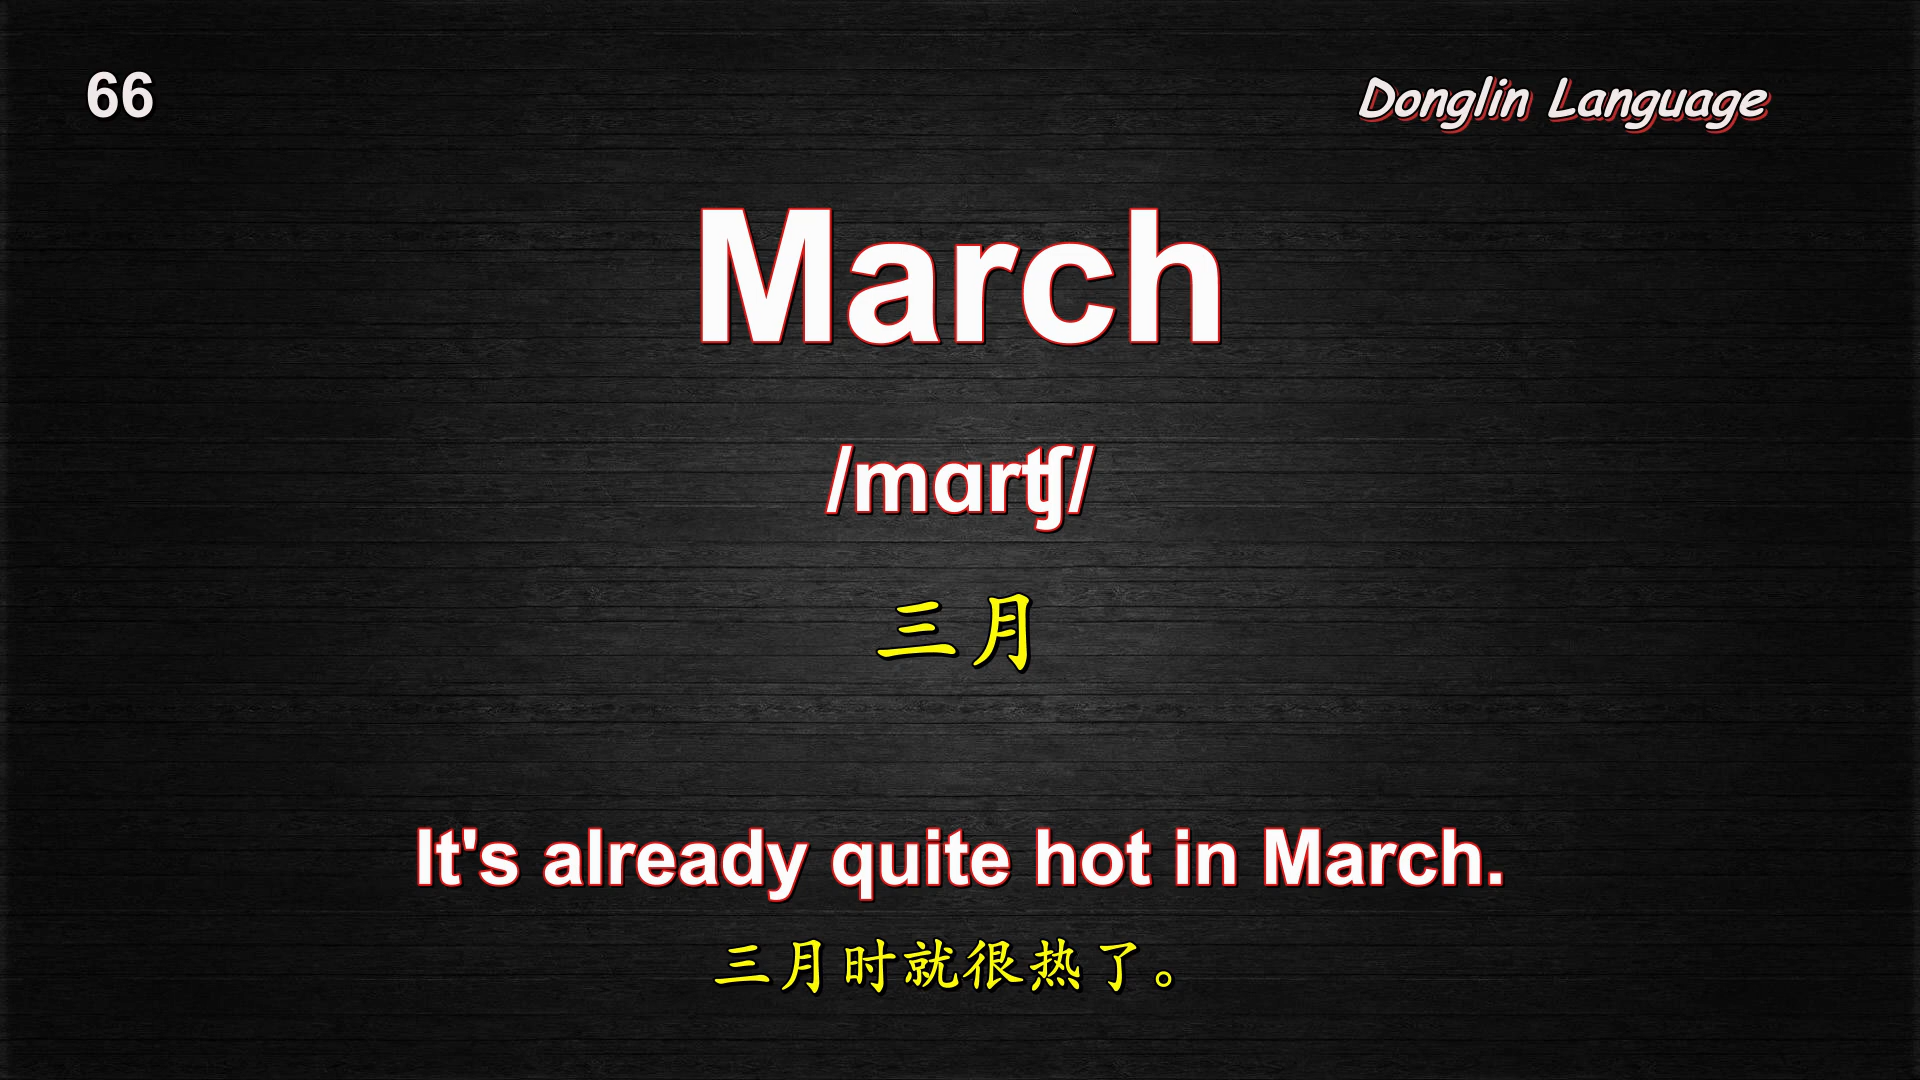 66
Donglin Language
March
/mɑrʧ/
三月
It's already quite hot in March.
三月时就很热了。